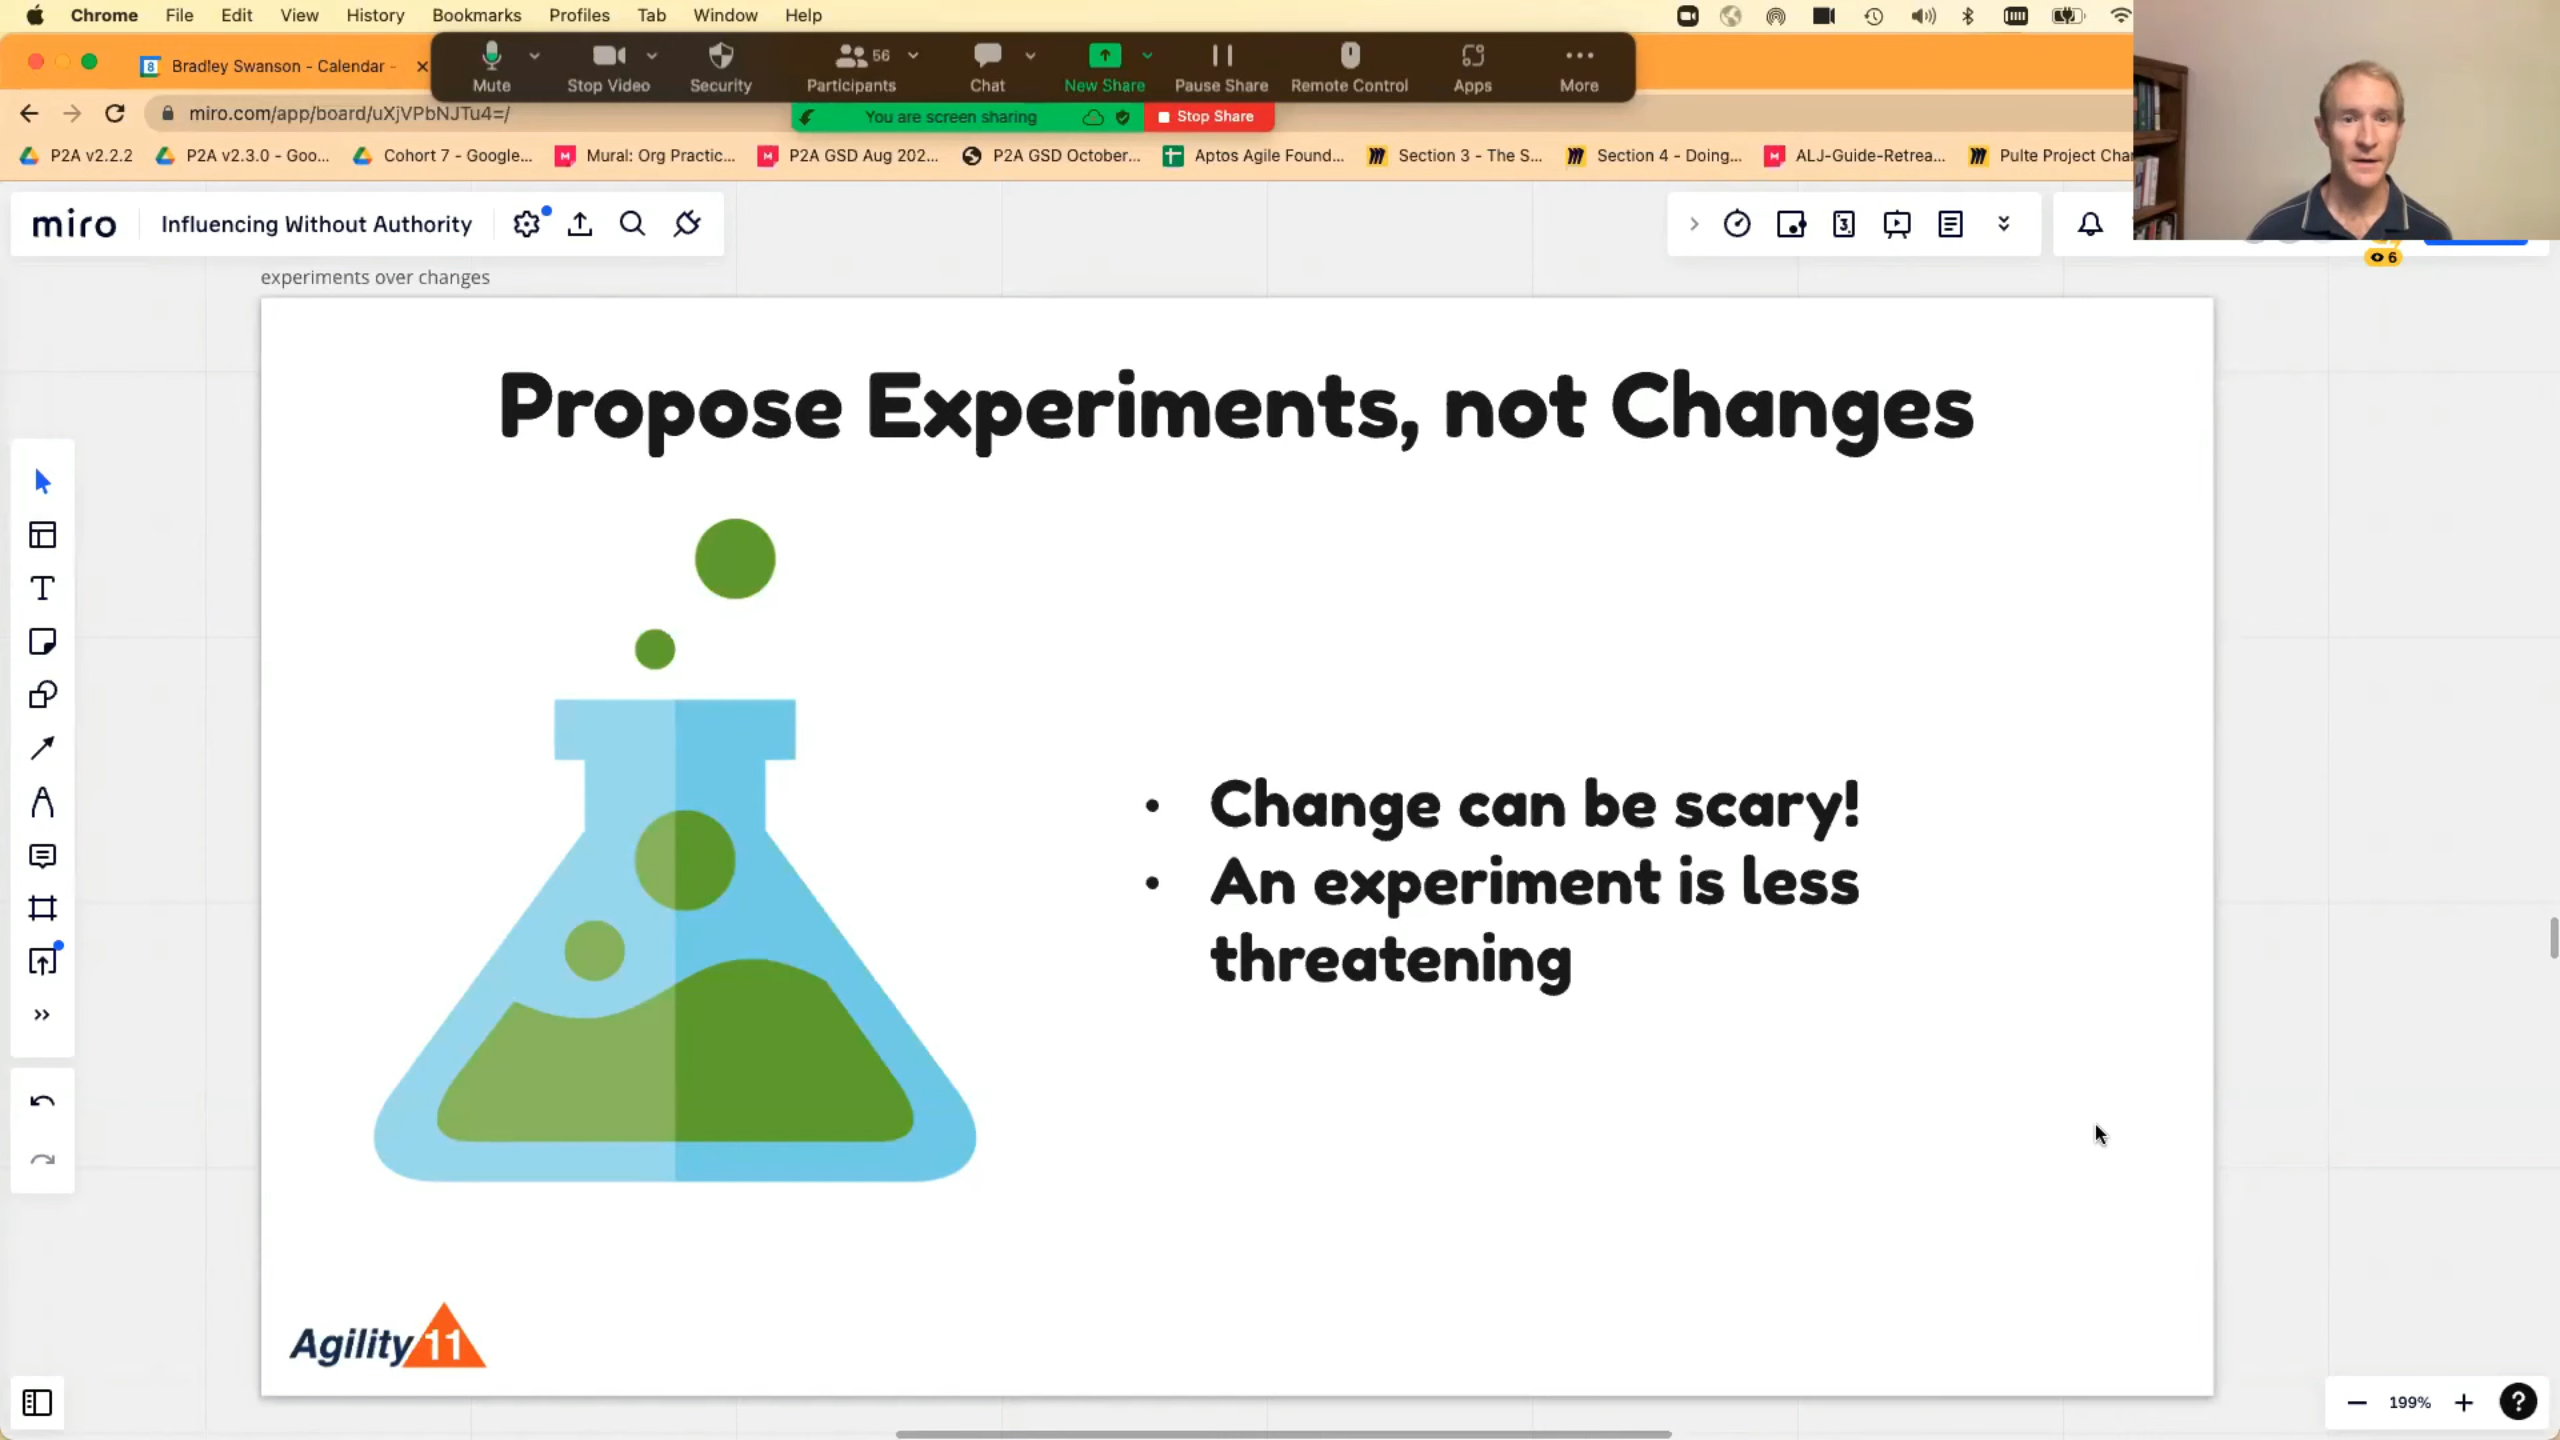 Chrome File Edit View History Bookmarks Profiles Tab Window Help
8 Bradley Swanson - Calendar -
Mute Stop Video Security Participants 56 Chat New Share Pause Share Remote Control Apps More
miro.com/app/board/uXjVPbNJTu4=/
You are screen sharing Stop Share
P2A v2.2.2 P2A v2.3.0 - Goo... Cohort 7 - Google... Mural: Org Practic... P2A GSD Aug 202... P2A GSD October... Aptos Agile Found... Section 3 - The S... Section 4 - Doing... ALJ-Guide-Retrea... Pulte Project Cha
miro Influencing Without Authority
3
6
experiments over changes
Propose Experiments, not Changes
• Change can be scary!
• An experiment is less
threatening
Agility 11
199%
?